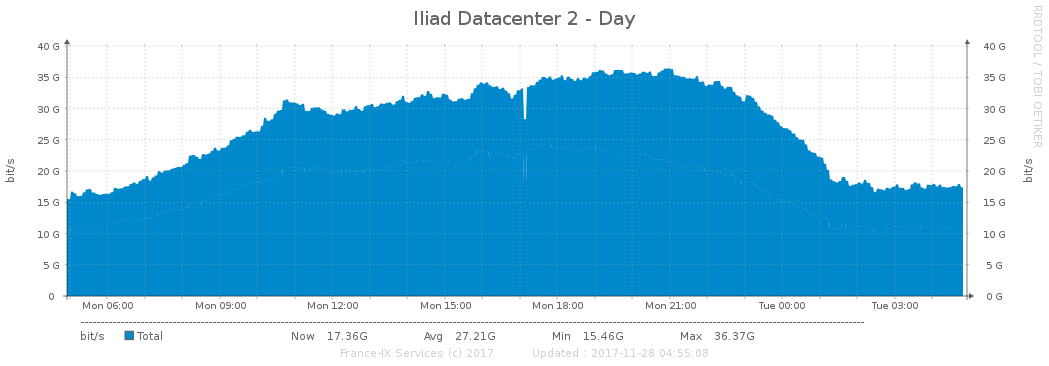 Iliad Datacenter 2 - Day
RRDTOOL / TOBI OETIKER
40 G 40 G
35 G 35 G
30 G 30 G
25 G 25 G
20 G 20 G
15 G 15 G
10 G 10 G
5 G 5 G
0 0 G
bit/s bit/s
Mon 06:00 Mon 09:00 Mon 12:00 Mon 15:00 Mon 18:00 Mon 21:00 Tue 00:00 Tue 03:00
bit/s Total Now 17.36G Avg 27.21G Min 15.46G Max 36.37G
France-IX Services (c) 2017 Updated : 2017-11-28 04:55:08